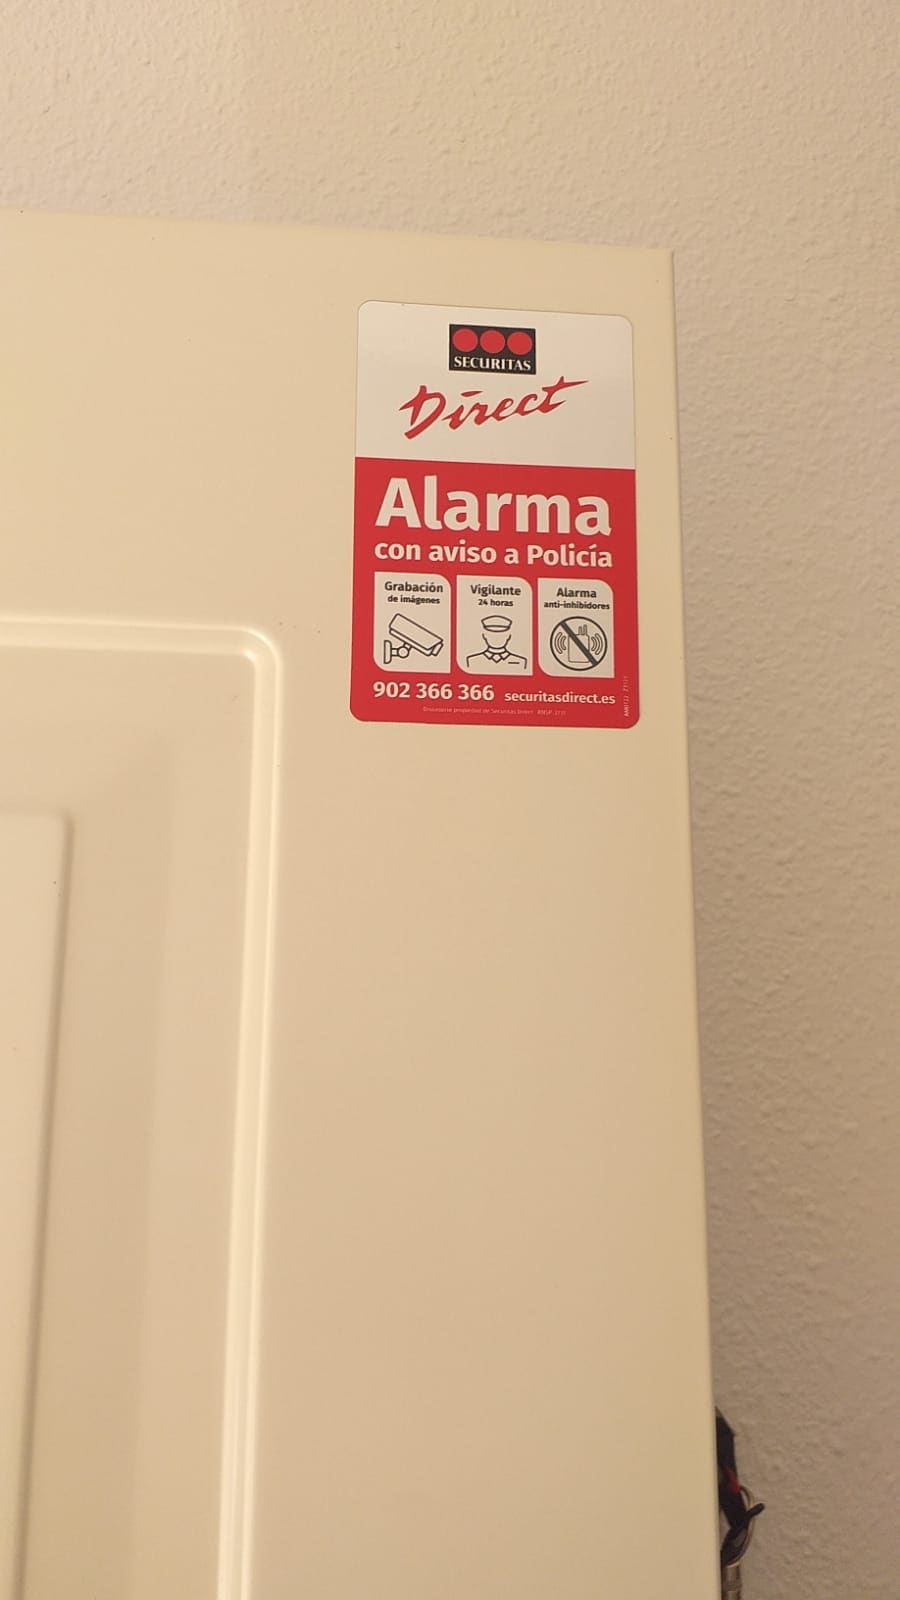 SECURITAS
Direct
Alarma
con aviso a Policía
Grabación
de imágenes
Vigilante
24 horas
Alarma
anti-inhibidores
902 366 366 securitasdirect.es